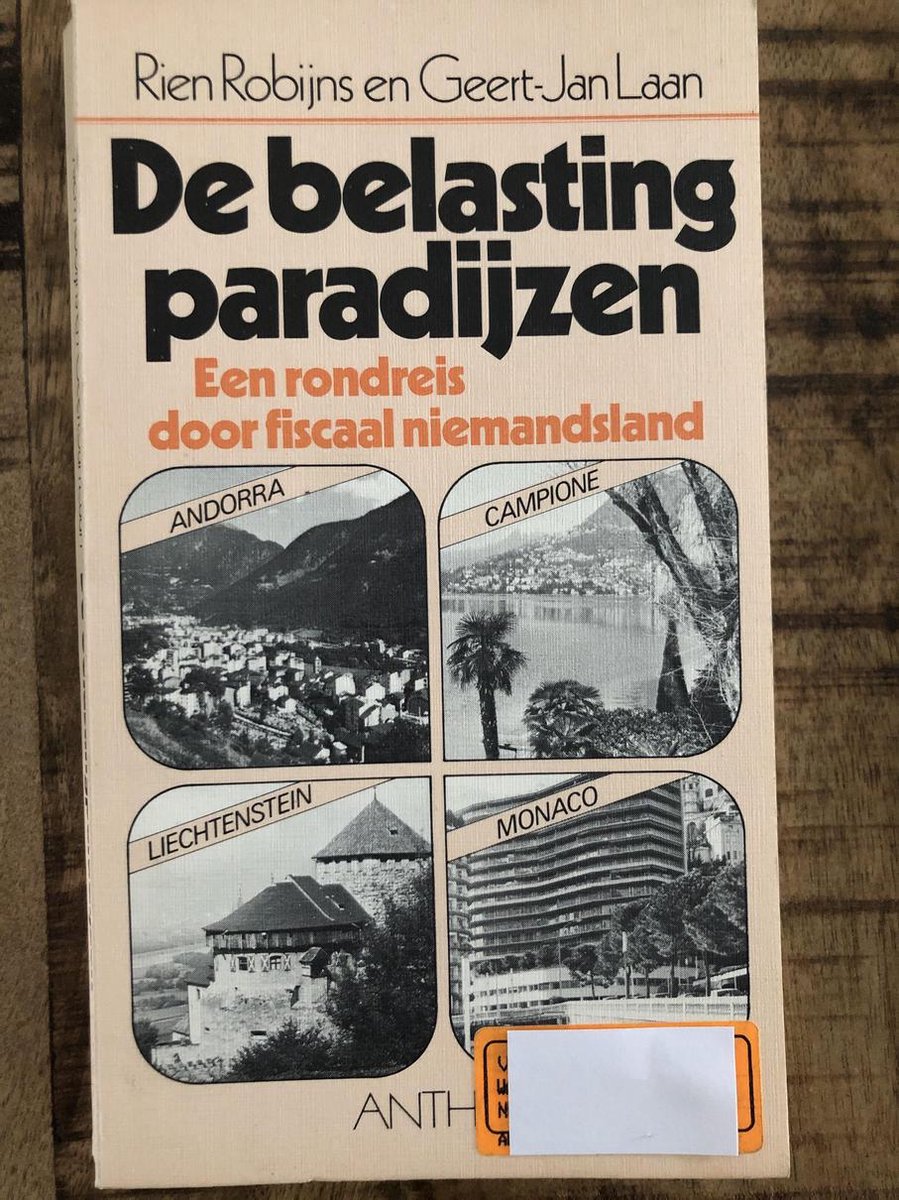 Rien Robijns en Geert-Jan Laan
De belasting
paradijzen
Een rondreis
door fiscaal niemandsland
ANDORRA
CAMPIONE
LIECHTENSTEIN
MONACO
ANTH